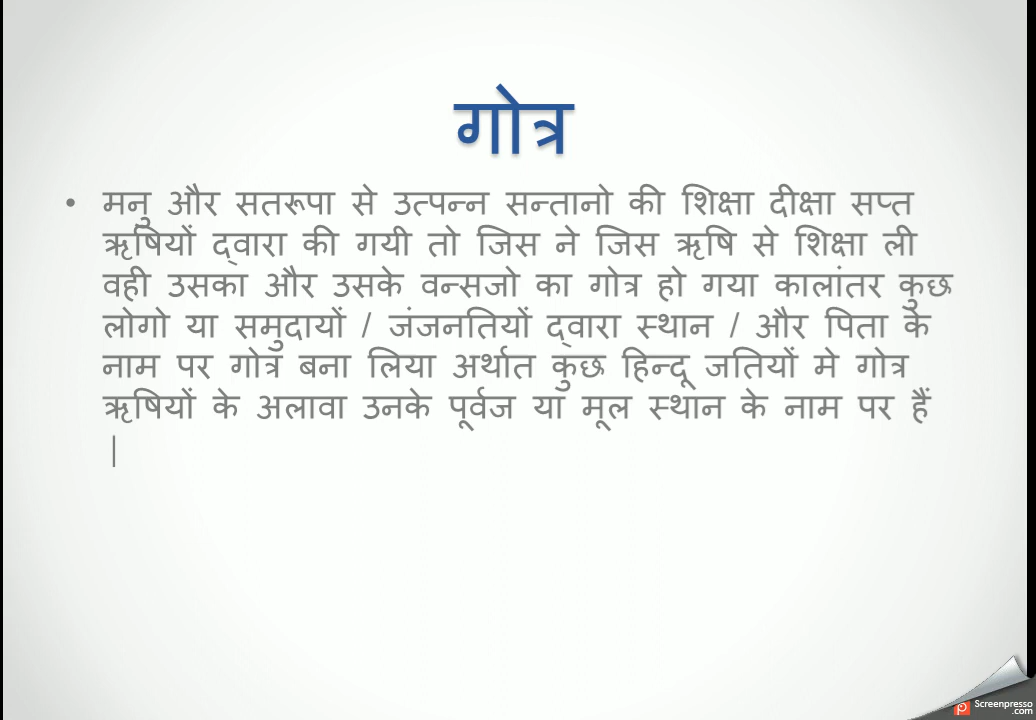 गोत्र
• मनु और सतरूपा से उत्पन्न सन्तानो की शिक्षा दीक्षा सप्त
ऋषियों द्वारा की गयी तो जिस ने जिस ऋषि से शिक्षा ली
वही उसका और उसके वन्सजो का गोत्र हो गया कालांतर कुछ
लोगो या समुदायों / जंजनतियों द्वारा स्थान / और पिता के
नाम पर गोत्र बना लिया अर्थात कुछ हिन्दू जतियों मे गोत्र
ऋषियों के अलावा उनके पूर्वज या मूल स्थान के नाम पर हैं
|
Screenpresso
.com